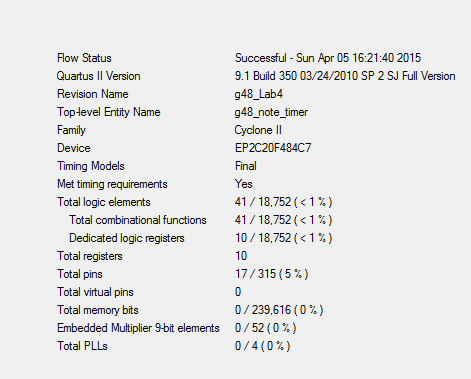 Flow Status Successful - Sun Apr 05 16:21:40 2015
Quartus II Version 9.1 Build 350 03/24/2010 SP 2 SJ Full Version
Revision Name g48_Lab4
Top-level Entity Name g48_note_timer
Family Cyclone II
Device EP2C20F484C7
Timing Models Final
Met timing requirements Yes
Total logic elements 41 / 18,752 ( < 1 % )
Total combinational functions 41 / 18,752 ( < 1 % )
Dedicated logic registers 10 / 18,752 ( < 1 % )
Total registers 10
Total pins 17 / 315 ( 5 % )
Total virtual pins 0
Total memory bits 0 / 239,616 ( 0 % )
Embedded Multiplier 9-bit elements 0 / 52 ( 0 % )
Total PLLs 0 / 4 ( 0 % )